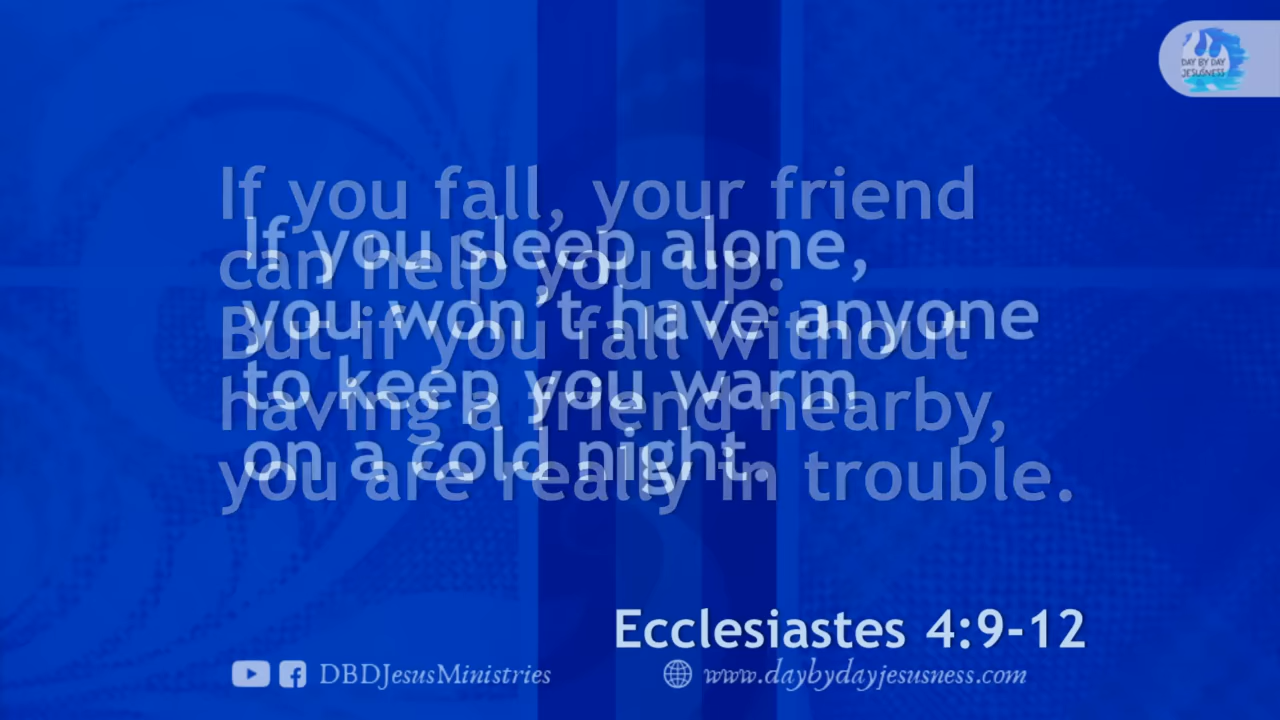 DAY BY DAY
JESUSNESS
If you fall, your friend
can help you up.
But if you fall without
having a friend nearby,
you are really in trouble.
If you sleep alone,
you won't have anyone
to keep you warm
on a cold night.
Ecclesiastes 4:9-12
DBDJesusMinistries
www.daybydayjesusness.com